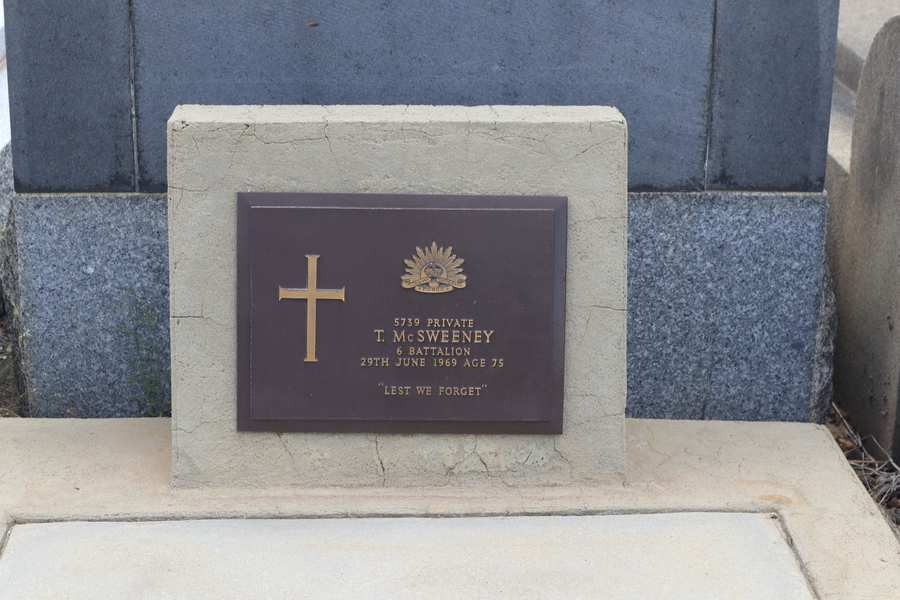 5739 PRIVATE
T. McSWEENEY
6 BATTALION
29TH JUNE 1969 AGE 75
"LEST WE FORGET"